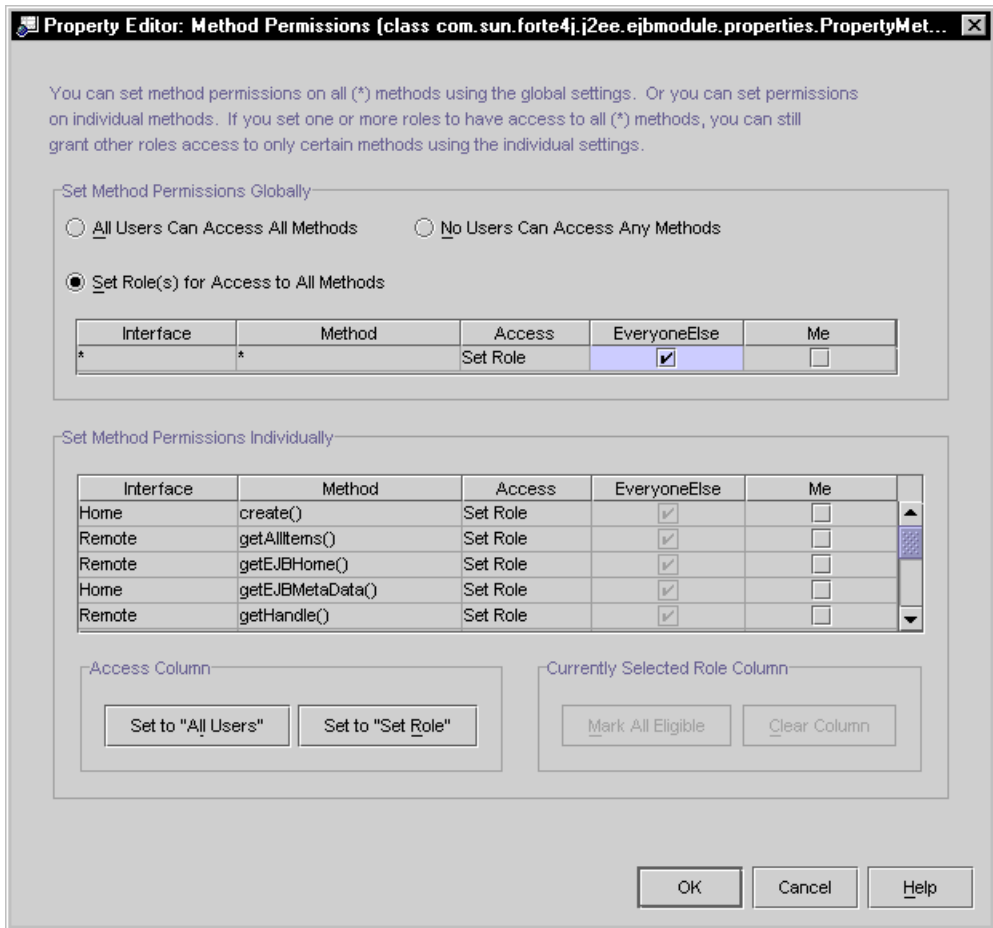 Property Editor: Method Permissions (class com.sun.forte4j.j2ee.ejbmodule.properties.PropertyMet...
You can set method permissions on all (*) methods using the global settings. Or you can set permissions
on individual methods. If you set one or more roles to have access to all (*) methods, you can still
grant other roles access to only certain methods using the individual settings.
Set Method Permissions Globally
All Users Can Access All Methods No Users Can Access Any Methods
Set Role(s) for Access to All Methods
Interface Method Access EveryoneElse Me
* * Set Role
Set Method Permissions Individually
Interface Method Access EveryoneElse Me
Home create() Set Role
Remote getAllItems() Set Role
Remote getEJBHome() Set Role
Home getEJBMetaData() Set Role
Remote getHandle() Set Role
Access Column Currently Selected Role Column
Set to "All Users" Set to "Set Role" Mark All Eligible Clear Column
OK Cancel Help